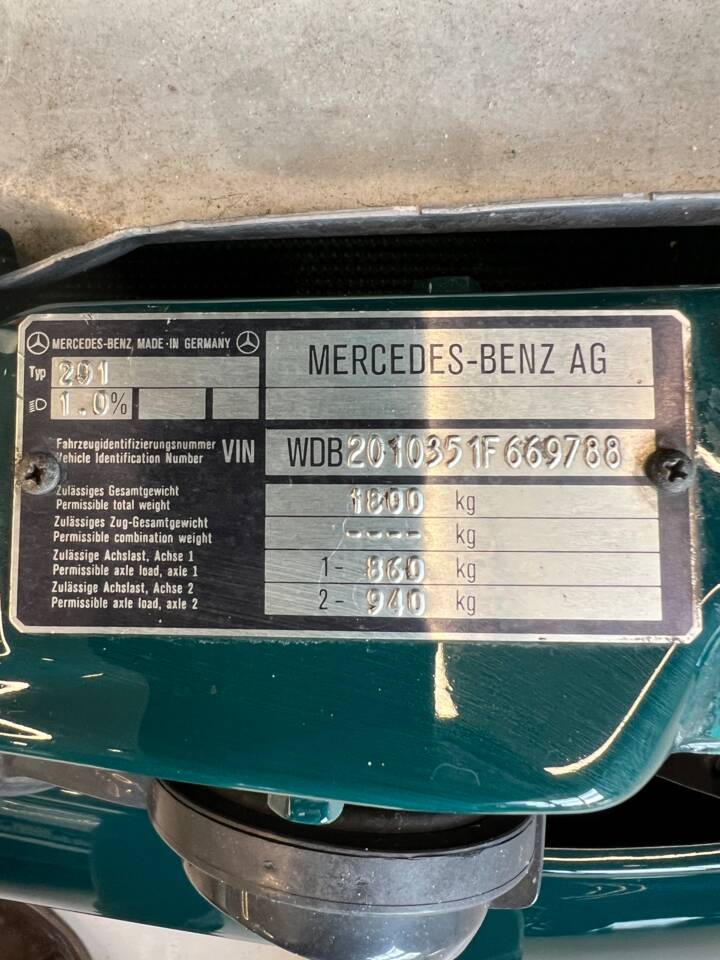 MERCEDES-BENZ MADE-IN GERMANY
MERCEDES-BENZ AG
Typ 201
1.0%
Fahrzeugidentifizierungsnummer
Vehicle Identification Number
VIN
WDB2010351F669788
Zulässiges Gesamtgewicht
Permissible total weight
1800 kg
Zulässiges Zug-Gesamtgewicht
Permissible combination weight
---- kg
Zulässige Achslast, Achse 1
Permissible axle load, axle 1
1- 860 kg
Zulässige Achslast, Achse 2
Permissible axle load, axle 2
2- 940 kg